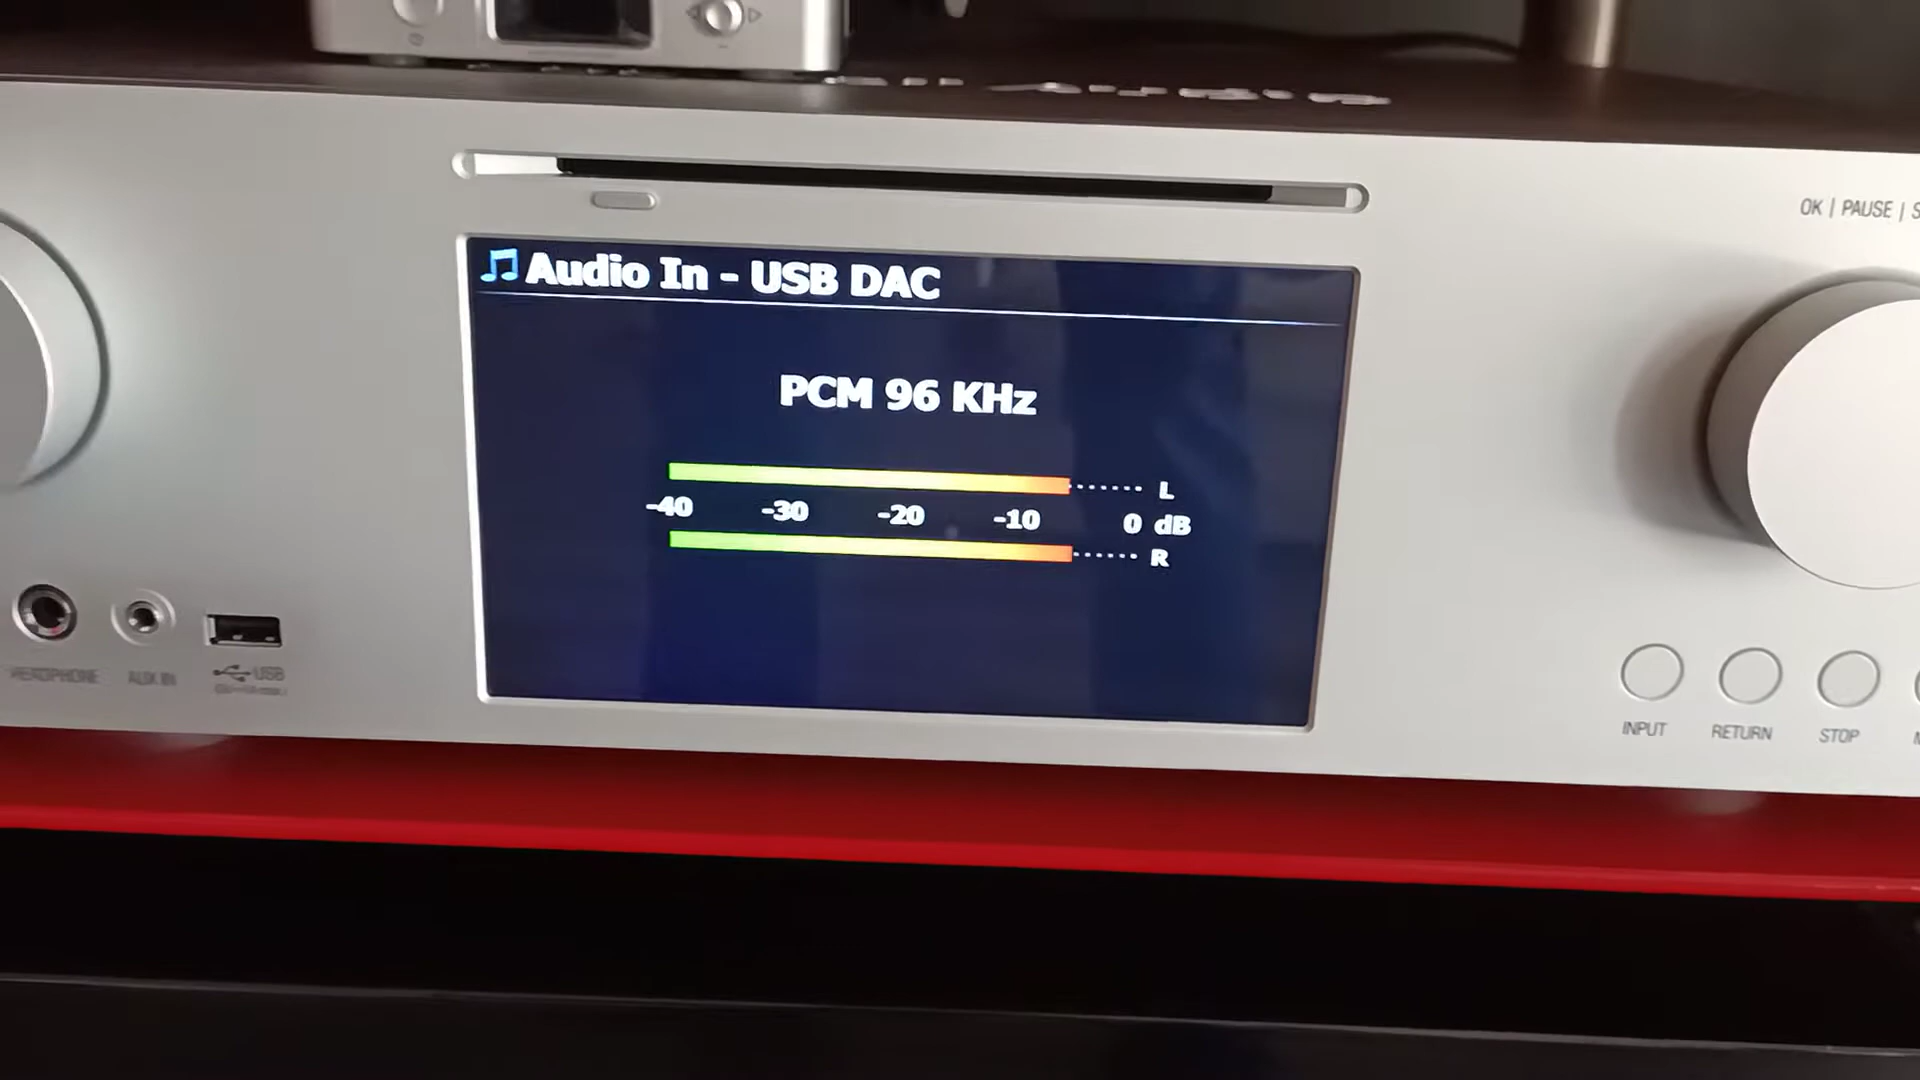 OK | PAUSE |
Audio In - USB DAC
PCM 96 KHz
L
-40 -30 -20 -10 0 dB
R
HEADPHONE AUX IN USB
INPUT RETURN STOP